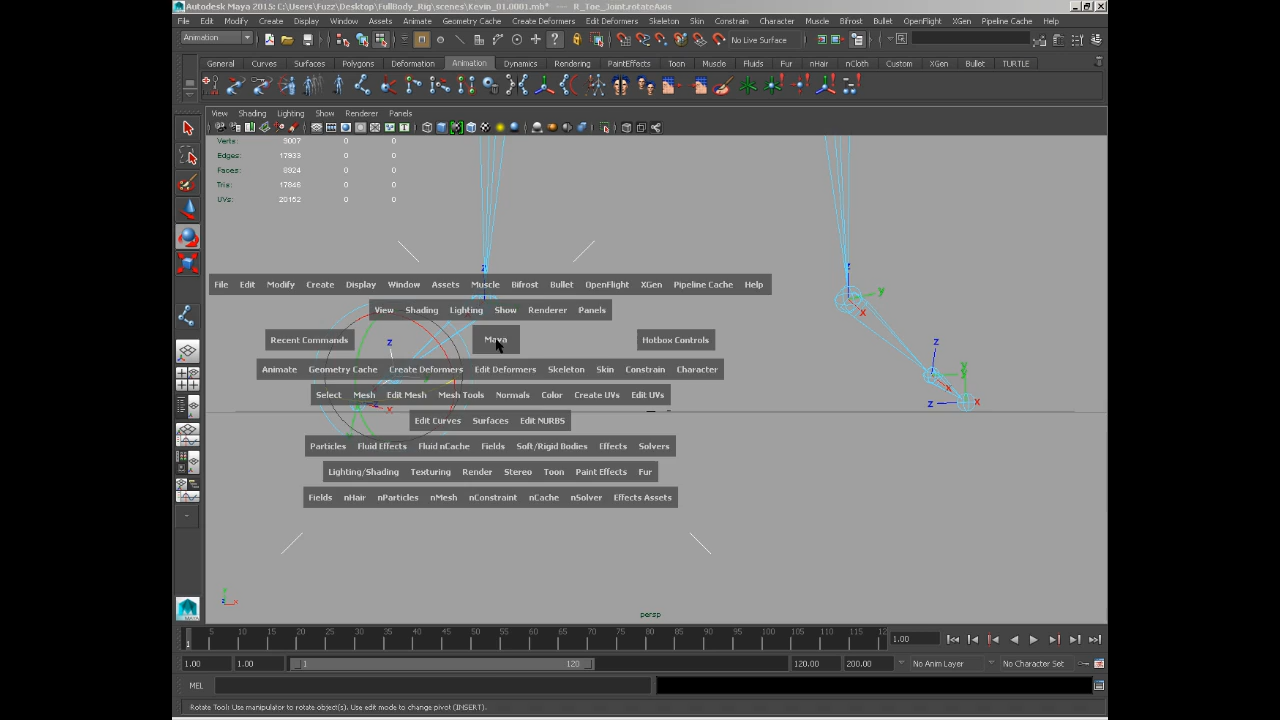 Autodesk Maya 2015: C:\Users\Fuzz\Desktop\FullBody_Rig\scenes\Kevin_01.0001.mb* --- R_Toe_Joint.rotateAxis
File Edit Modify Create Display Window Assets Animate Geometry Cache Create Deformers Edit Deformers Skeleton Skin Constrain Character Muscle Bifrost Bullet OpenFlight XGen Pipeline Cache Help
Animation No Live Surface
General Curves Surfaces Polygons Deformation Animation Dynamics Rendering PaintEffects Toon Muscle Fluids Fur nHair nCloth Custom XGen Bullet TURTLE
View Shading Lighting Show Renderer Panels
Verts: 9007 0 0
Edges: 17933 0 0
Faces: 8924 0 0
Tris: 17846 0 0
UVs: 20152 0 0
File Edit Modify Create Display Window Assets Muscle Bifrost Bullet OpenFlight XGen Pipeline Cache Help
View Shading Lighting Show Renderer Panels
Recent Commands Maya Hotbox Controls
Animate Geometry Cache Create Deformers Edit Deformers Skeleton Skin Constrain Character
Select Mesh Edit Mesh Mesh Tools Normals Color Create UVs Edit UVs
Edit Curves Surfaces Edit NURBS
Particles Fluid Effects Fluid nCache Fields Soft/Rigid Bodies Effects Solvers
Lighting/Shading Texturing Render Stereo Toon Paint Effects Fur
Fields nHair nParticles nMesh nConstraint nCache nSolver Effects Assets
persp
1 5 10 15 20 25 30 35 40 45 50 55 60 65 70 75 80 85 90 95 100 105 110 115 12 1.00
1.00 1.00 1 120 120.00 200.00 No Anim Layer No Character Set
MEL
Rotate Tool: Use manipulator to rotate object(s). Use edit mode to change pivot (INSERT).